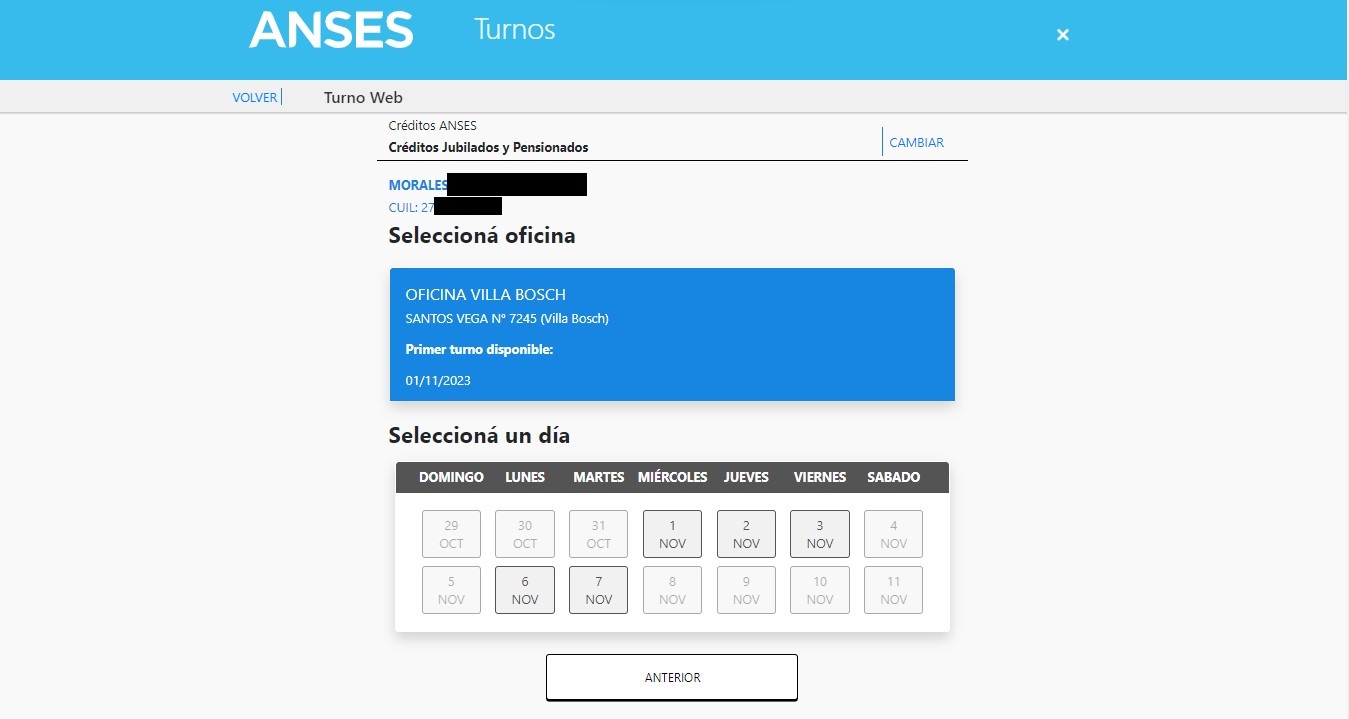 ANSES Turnos ×
VOLVER Turno Web
Créditos ANSES
Créditos Jubilados y Pensionados
CAMBIAR
MORALES
CUIL: 27
Seleccioná oficina
OFICINA VILLA BOSCH
SANTOS VEGA Nº 7245 (Villa Bosch)
Primer turno disponible:
01/11/2023
Seleccioná un día
DOMINGO LUNES MARTES MIÉRCOLES JUEVES VIERNES SABADO
29 30 31 1 2 3 4
OCT OCT OCT NOV NOV NOV NOV
5 6 7 8 9 10 11
NOV NOV NOV NOV NOV NOV NOV
ANTERIOR